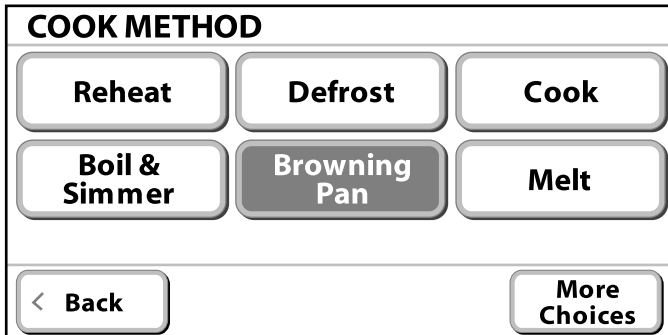 COOK METHOD
Reheat
Defrost
Cook
Boil &
Simmer
Browning
Pan
Melt
< Back
More
Choices